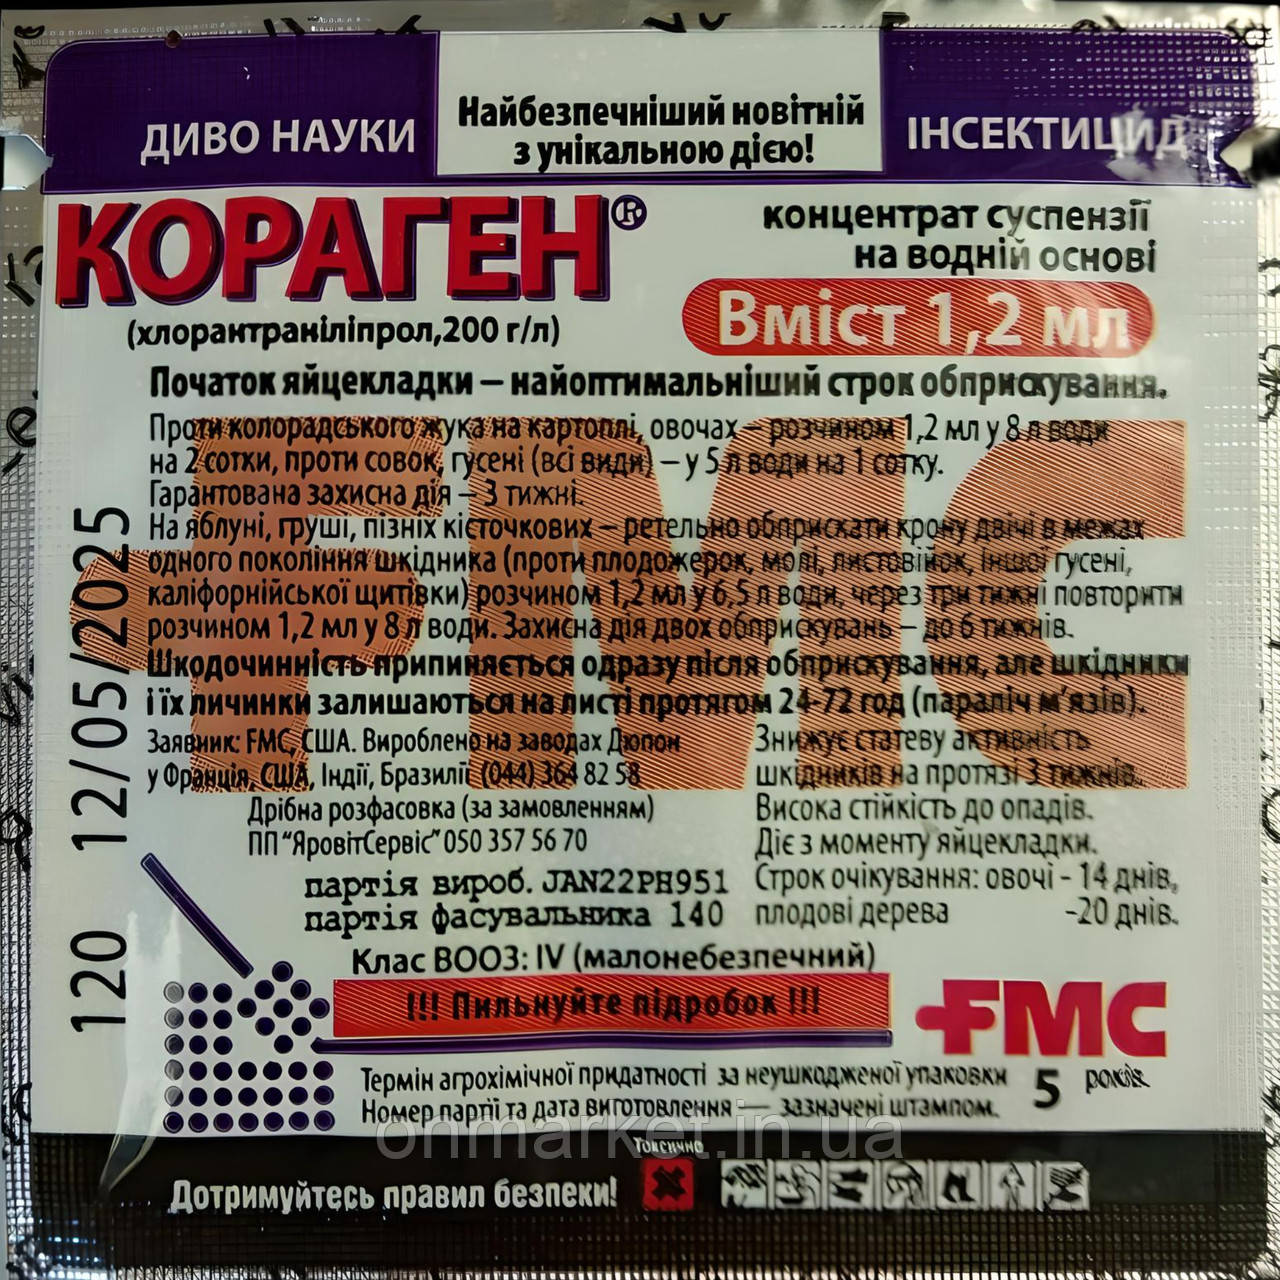 ДИВО НАУКИ
Найбезпечніший новітній
з унікальною дією!
ІНСЕКТИЦИД
КОРАГЕН®
(хлорантраніліпрол,200 г/л)
концентрат суспензії
на водній основі
Вміст 1,2 мл
Початок яйцекладки – найоптимальніший строк обприскування.
Проти колорадського жука на картоплі, овочах – розчином 1,2 мл у 8 л води
на 2 сотки, проти совок, гусені (всі види) – у 5 л води на 1 сотку.
Гарантована захисна дія – 3 тижні.
На яблуні, груші, пізніх кісточкових – ретельно обприскати крону двічі в межах
одного покоління шкідника (проти плодожерок, молі, листовійок, іншої гусені,
каліфорнійської щитівки) розчином 1,2 мл у 6,5 л води, через три тижні повторити
розчином 1,2 мл у 8 л води. Захисна дія двох обприскувань – до 6 тижнів.
Шкодочинність припиняється одразу після обприскування, але шкідники
і їх личинки залишаються на листі протягом 24-72 год (параліч м'язів).
Заявник: FMC, США. Вироблено на заводах Дюпон
у Франція, США, Індії, Бразилії (044) 364 82 58
Дрібна розфасовка (за замовленням)
ПП "ЯровітСервіс" 050 357 56 70
Знижує статеву активність
шкідників на протязі 3 тижнів.
Висока стійкість до опадів.
Діє з моменту яйцекладки.
Строк очікування: овочі - 14 днів,
плодові дерева -20 днів.
партія вироб. JAN22PH951
партія фасувальника 140
Клас ВООЗ: IV (малонебезпечний)
!!! Пильнуйте підробок !!!
FMC
FMC
Термін агрохімічної придатності за неушкодженої упаковки 5 років
Номер партії та дата виготовлення — зазначені штампом.
120 12/05/2025
onmarket.in.ua
Токсично
Дотримуйтесь правил безпеки!